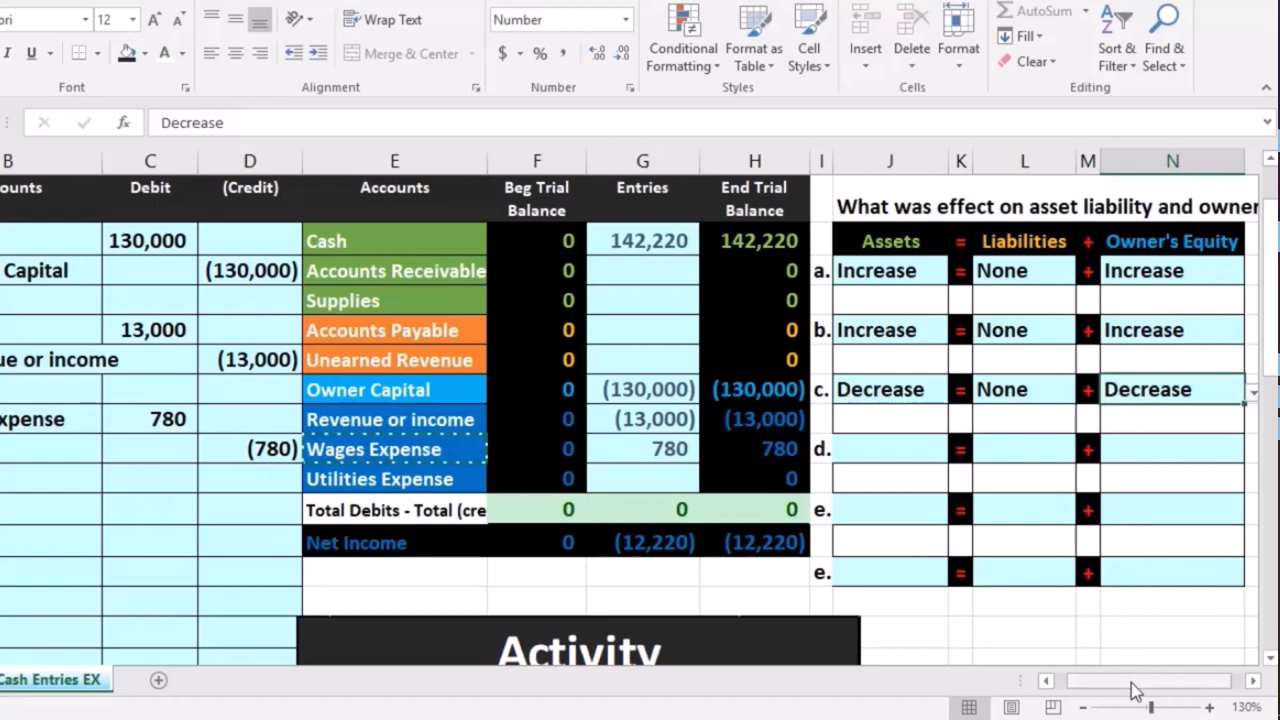 ori 12 A A Wrap Text Number AutoSum
I U A Merge & Center $ % , Conditional Formatting Format as Table Cell Styles Insert Delete Format Fill Clear Sort & Filter Find & Select
Font Alignment Number Styles Cells Editing
fx Decrease
B C D E F G H I J K L M N
ounts Debit (Credit) Accounts Beg Trial Balance Entries End Trial Balance
What was effect on asset liability and owner
130,000 Cash 0 142,220 142,220 Assets = Liabilities + Owner's Equity
Capital (130,000) Accounts Receivable 0 0 a. Increase = None + Increase
Supplies 0 0
13,000 Accounts Payable 0 0 b. Increase = None + Increase
ue or income (13,000) Unearned Revenue 0 0
Owner Capital 0 (130,000) (130,000) c. Decrease = None + Decrease
xpense 780 Revenue or income 0 (13,000) (13,000)
(780) Wages Expense 0 780 780 d. = +
Utilities Expense 0 0
Total Debits - Total (cre 0 0 0 e. = +
Net Income 0 (12,220) (12,220)
e. = +
Activity
Cash Entries EX
130%